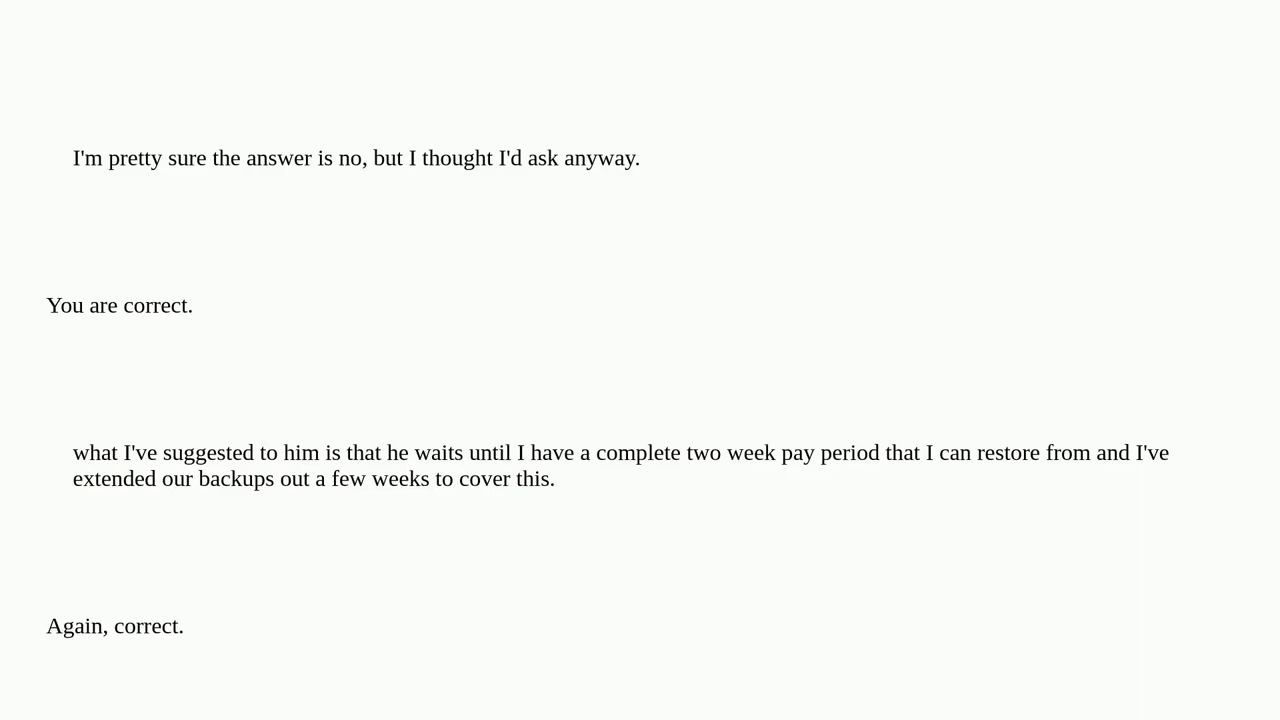 I'm pretty sure the answer is no, but I thought I'd ask anyway.
You are correct.
what I've suggested to him is that he waits until I have a complete two week pay period that I can restore from and I've
extended our backups out a few weeks to cover this.
Again, correct.